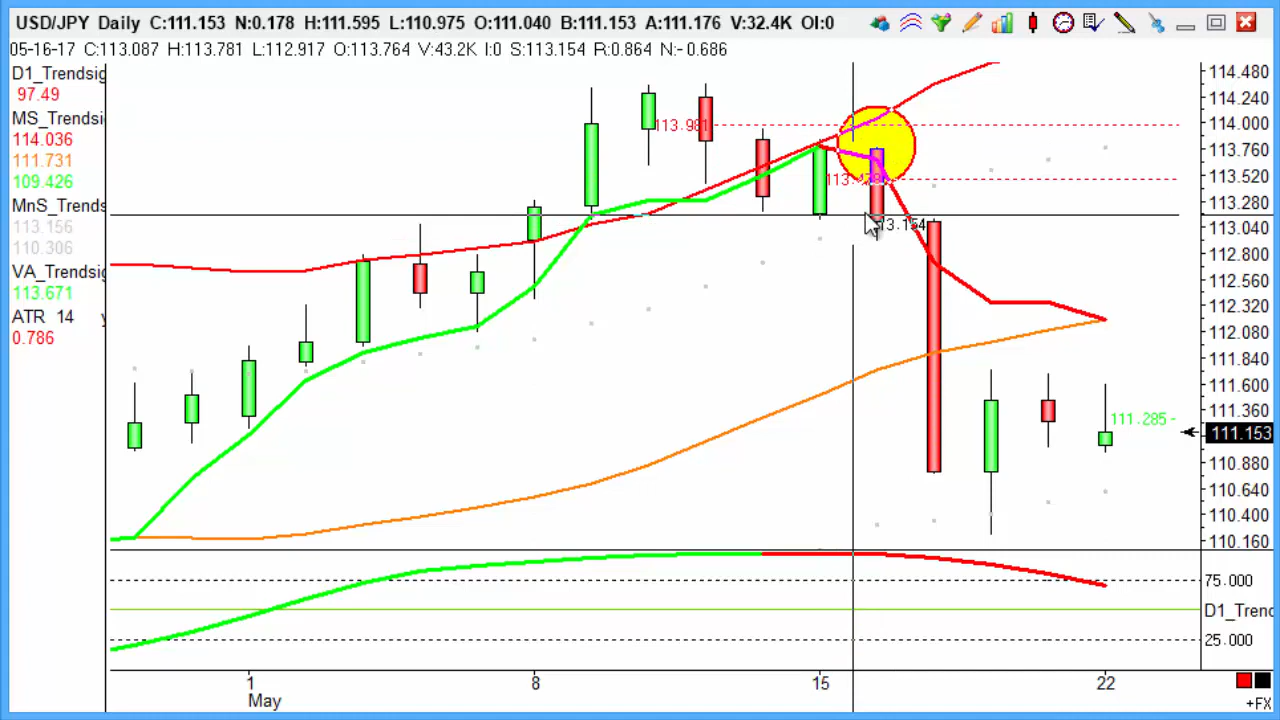 USD/JPY Daily C:111.153 N:0.178 H:111.595 L:110.975 O:111.040 B:111.153 A:111.176 V:32.4K OI:0
05-16-17 C:113.087 H:113.781 L:112.917 O:113.764 V:43.2K I:0 S:113.154 R:0.864 N:-0.686
D1_Trendsig
97.49
MS_Trendsi
114.036
111.731
109.426
MnS_Trends
113.156
110.306
VA_Trendsig
113.671
ATR 14
0.786
113.981
13.154
111.285
114.480
114.240
114.000
113.760
113.520
113.280
113.040
112.800
112.560
112.320
112.080
111.840
111.600
111.360
111.153
110.880
110.640
110.400
110.160
75.000
D1_Trend
25.000
1 8 15 22
May
+FX